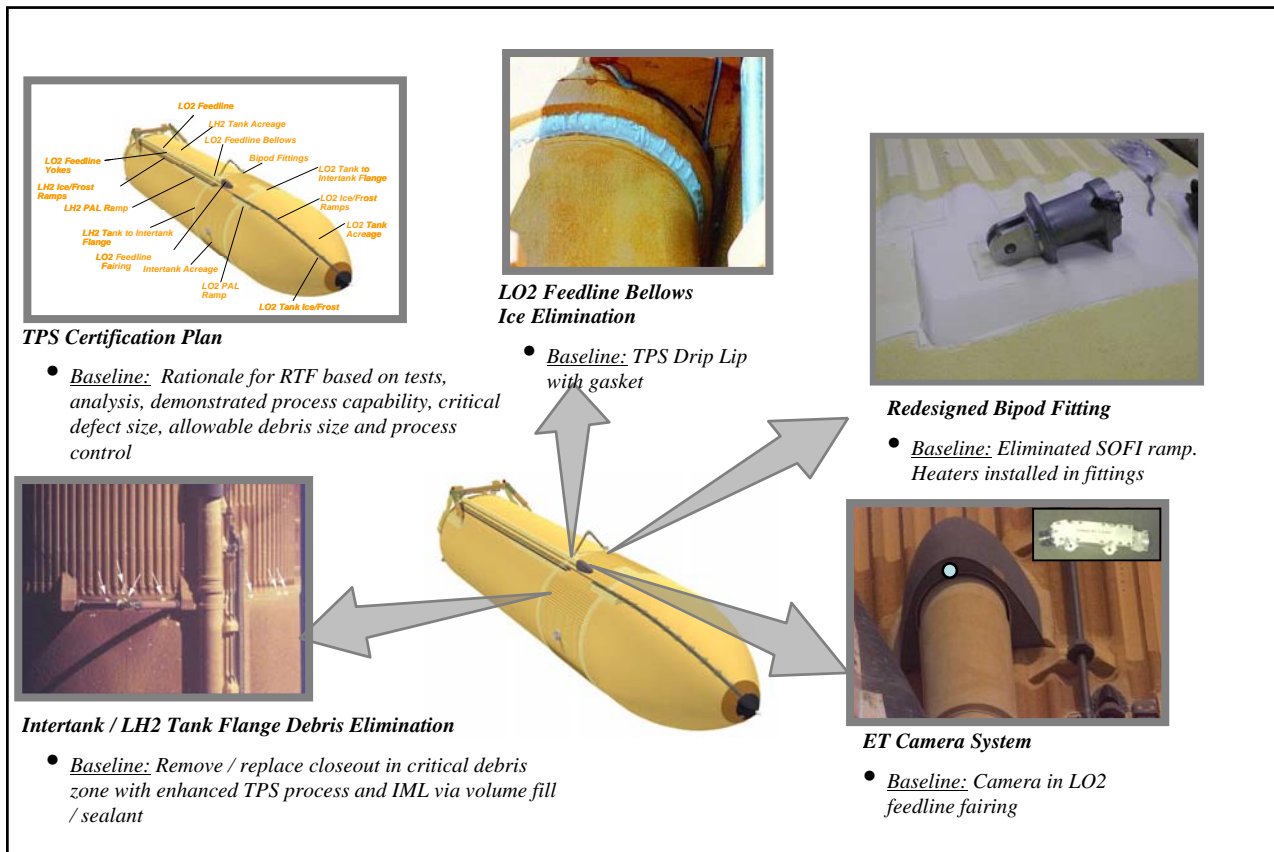 LO2 Feedline
LH2 Tank Acreage
LO2 Feedline Bellows
Bipod Fittings
LO2 Feedline
Yokes
LO2 Tank to
Intertank Flange
LH2 Ice/Frost
Ramps
LH2 PAL Ramp
LO2 Ice/Frost
Ramps
LO2 Tank
Acreage
LH2 Tank to Intertank
Flange
LO2 Feedline
Fairing
Intertank Acreage
LO2 PAL
Ramp
LO2 Tank Ice/Frost
TPS Certification Plan
• Baseline: Rationale for RTF based on tests,
analysis, demonstrated process capability, critical
defect size, allowable debris size and process
control
LO2 Feedline Bellows
Ice Elimination
• Baseline: TPS Drip Lip
with gasket
Redesigned Bipod Fitting
• Baseline: Eliminated SOFI ramp.
Heaters installed in fittings
Intertank / LH2 Tank Flange Debris Elimination
• Baseline: Remove / replace closeout in critical debris
zone with enhanced TPS process and IML via volume fill
/ sealant
ET Camera System
• Baseline: Camera in LO2
feedline fairing